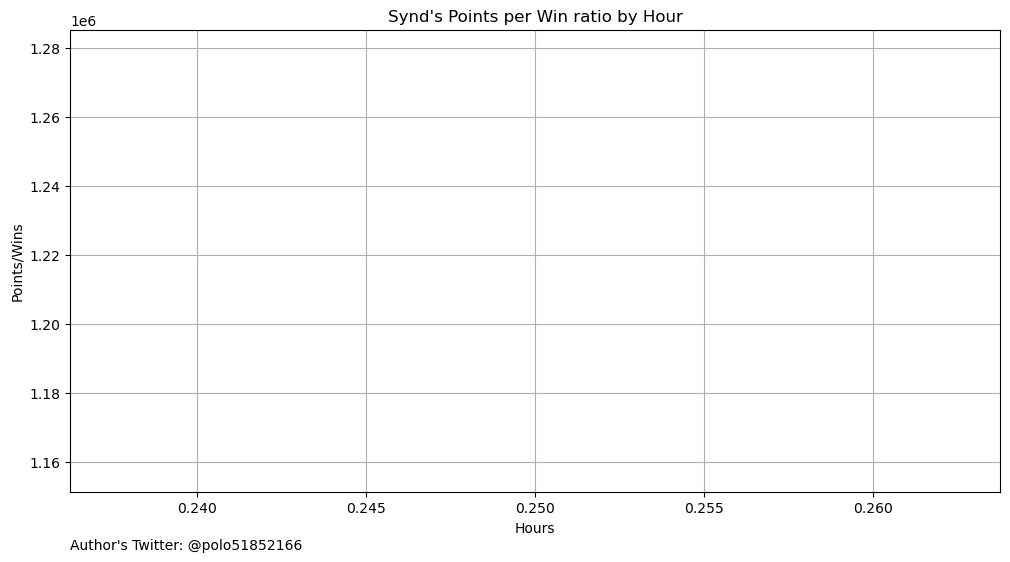 Synd's Points per Win ratio by Hour
1e6
1.28
1.26
1.24
1.22
1.20
1.18
1.16
Points/Wins
0.240 0.245 0.250 0.255 0.260
Hours
Author's Twitter: @polo51852166